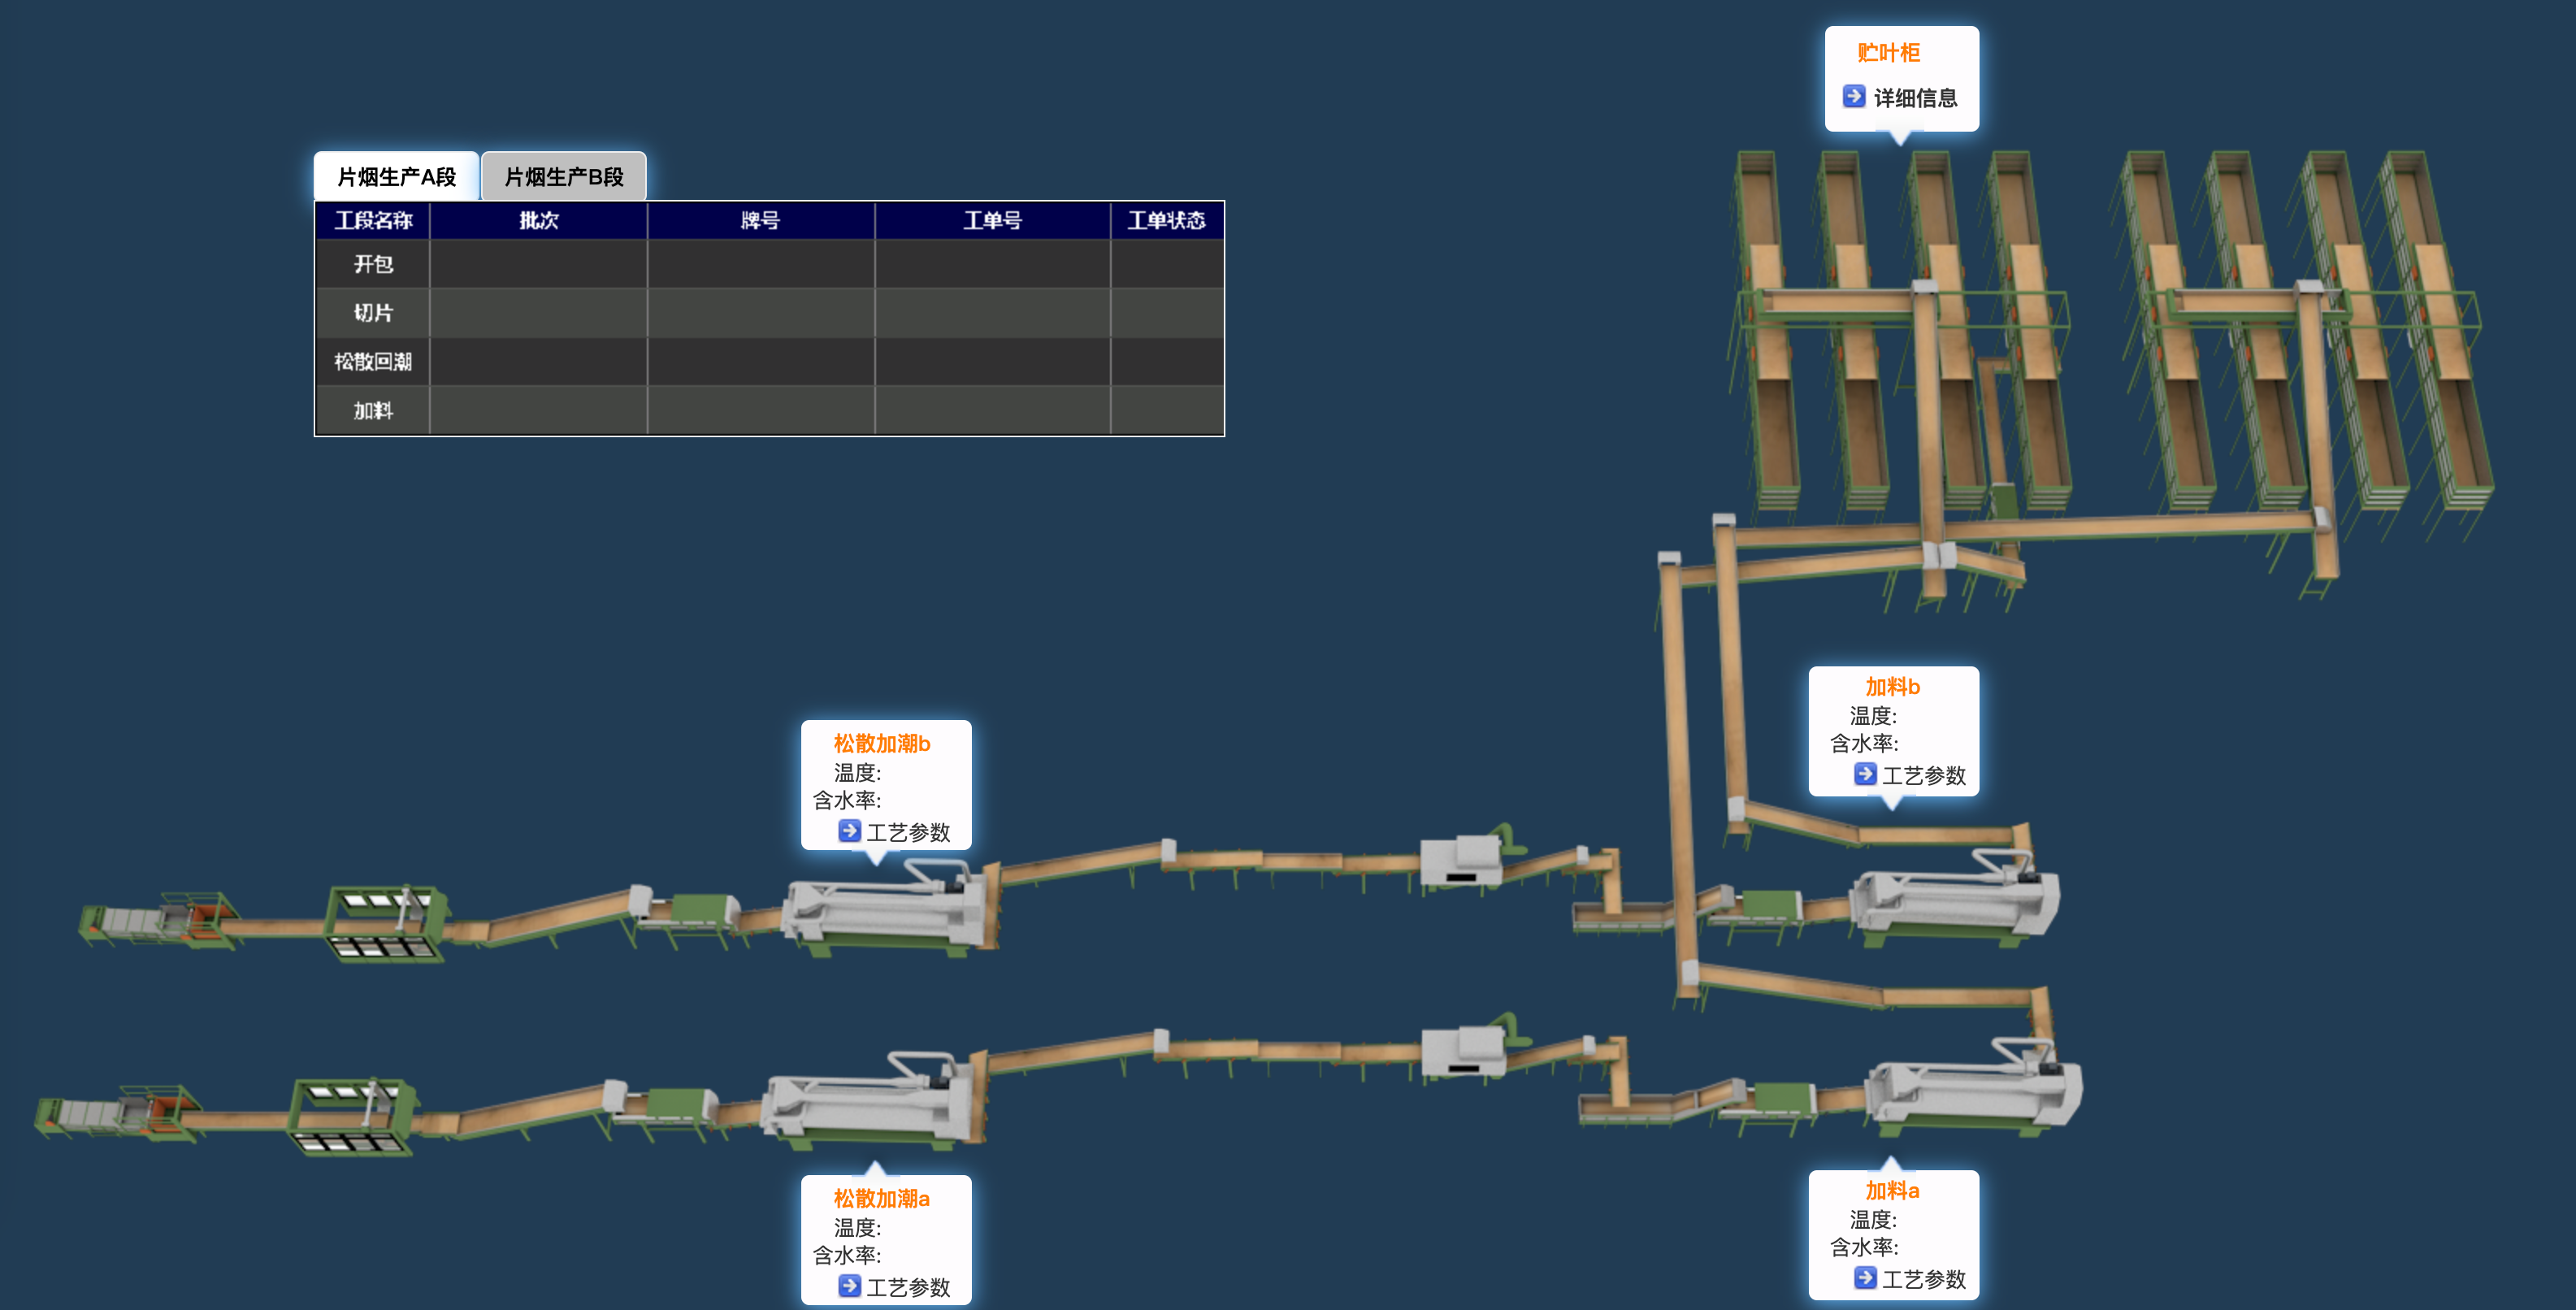 贮叶柜
详细信息
片烟生产A段 片烟生产B段
工段名称 批次 牌号 工单号 工单状态
开包
切片
松散回潮
加料
加料b
温度:
含水率:
工艺参数
松散加潮b
温度:
含水率:
工艺参数
松散加潮a
温度:
含水率:
工艺参数
加料a
温度:
含水率:
工艺参数